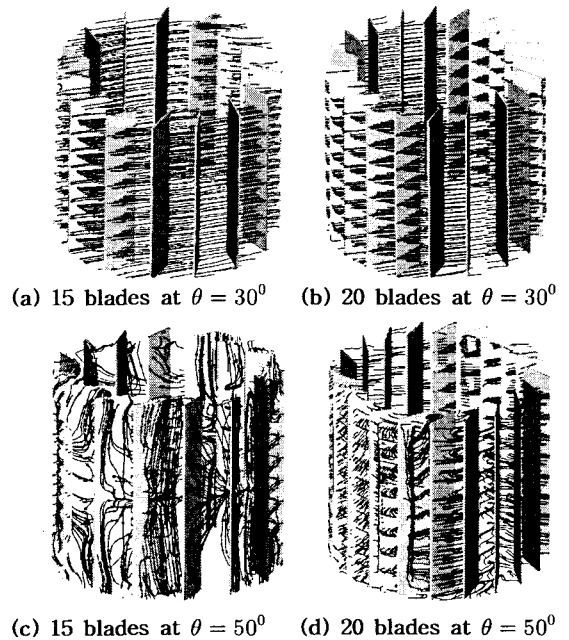 (a) 15 blades at θ = 30⁰
(b) 20 blades at θ = 30⁰
(c) 15 blades at θ = 50⁰
(d) 20 blades at θ = 50⁰